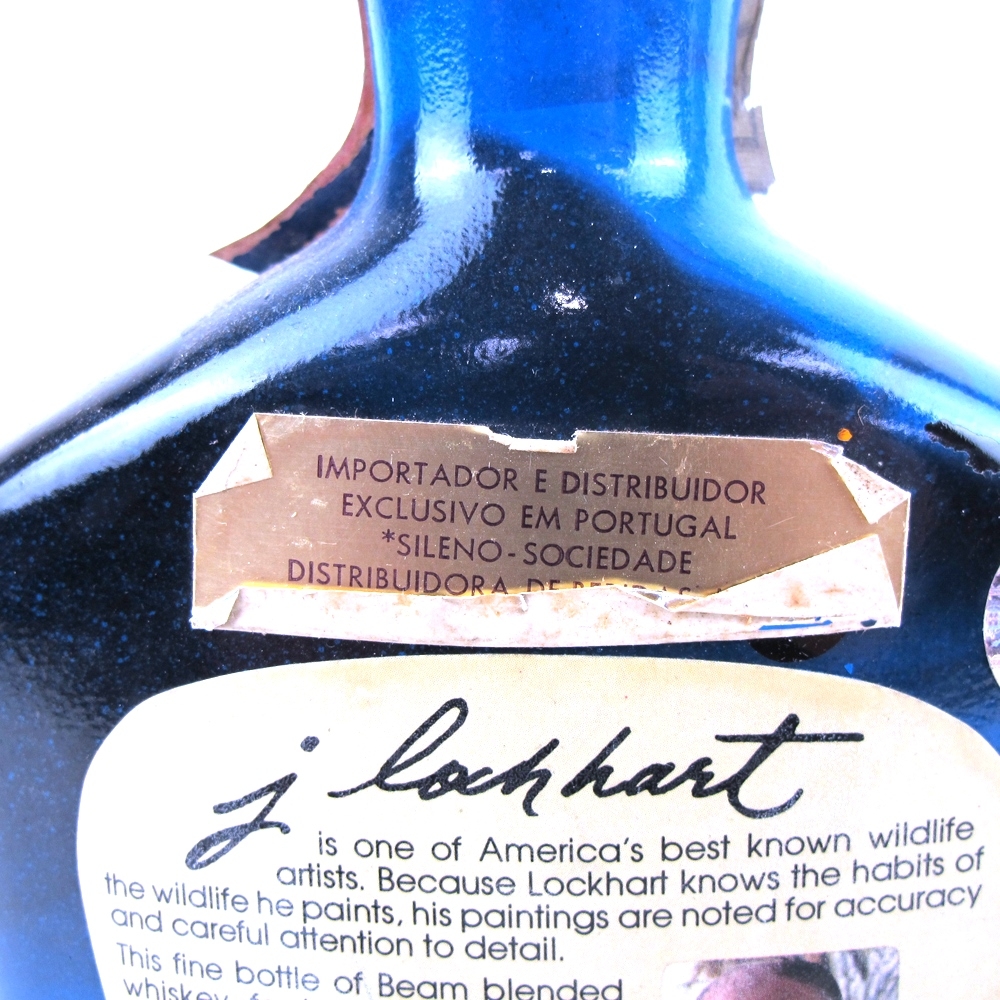 IMPORTADOR E DISTRIBUIDOR
EXCLUSIVO EM PORTUGAL
*SILENO-SOCIEDADE
DISTRIBUIDORA DE
j lockhart
is one of America's best known wildlife
artists. Because Lockhart knows the habits of
the wildlife he paints, his paintings are noted for accuracy
and careful attention to detail.
This fine bottle of Beam blended
whiskey